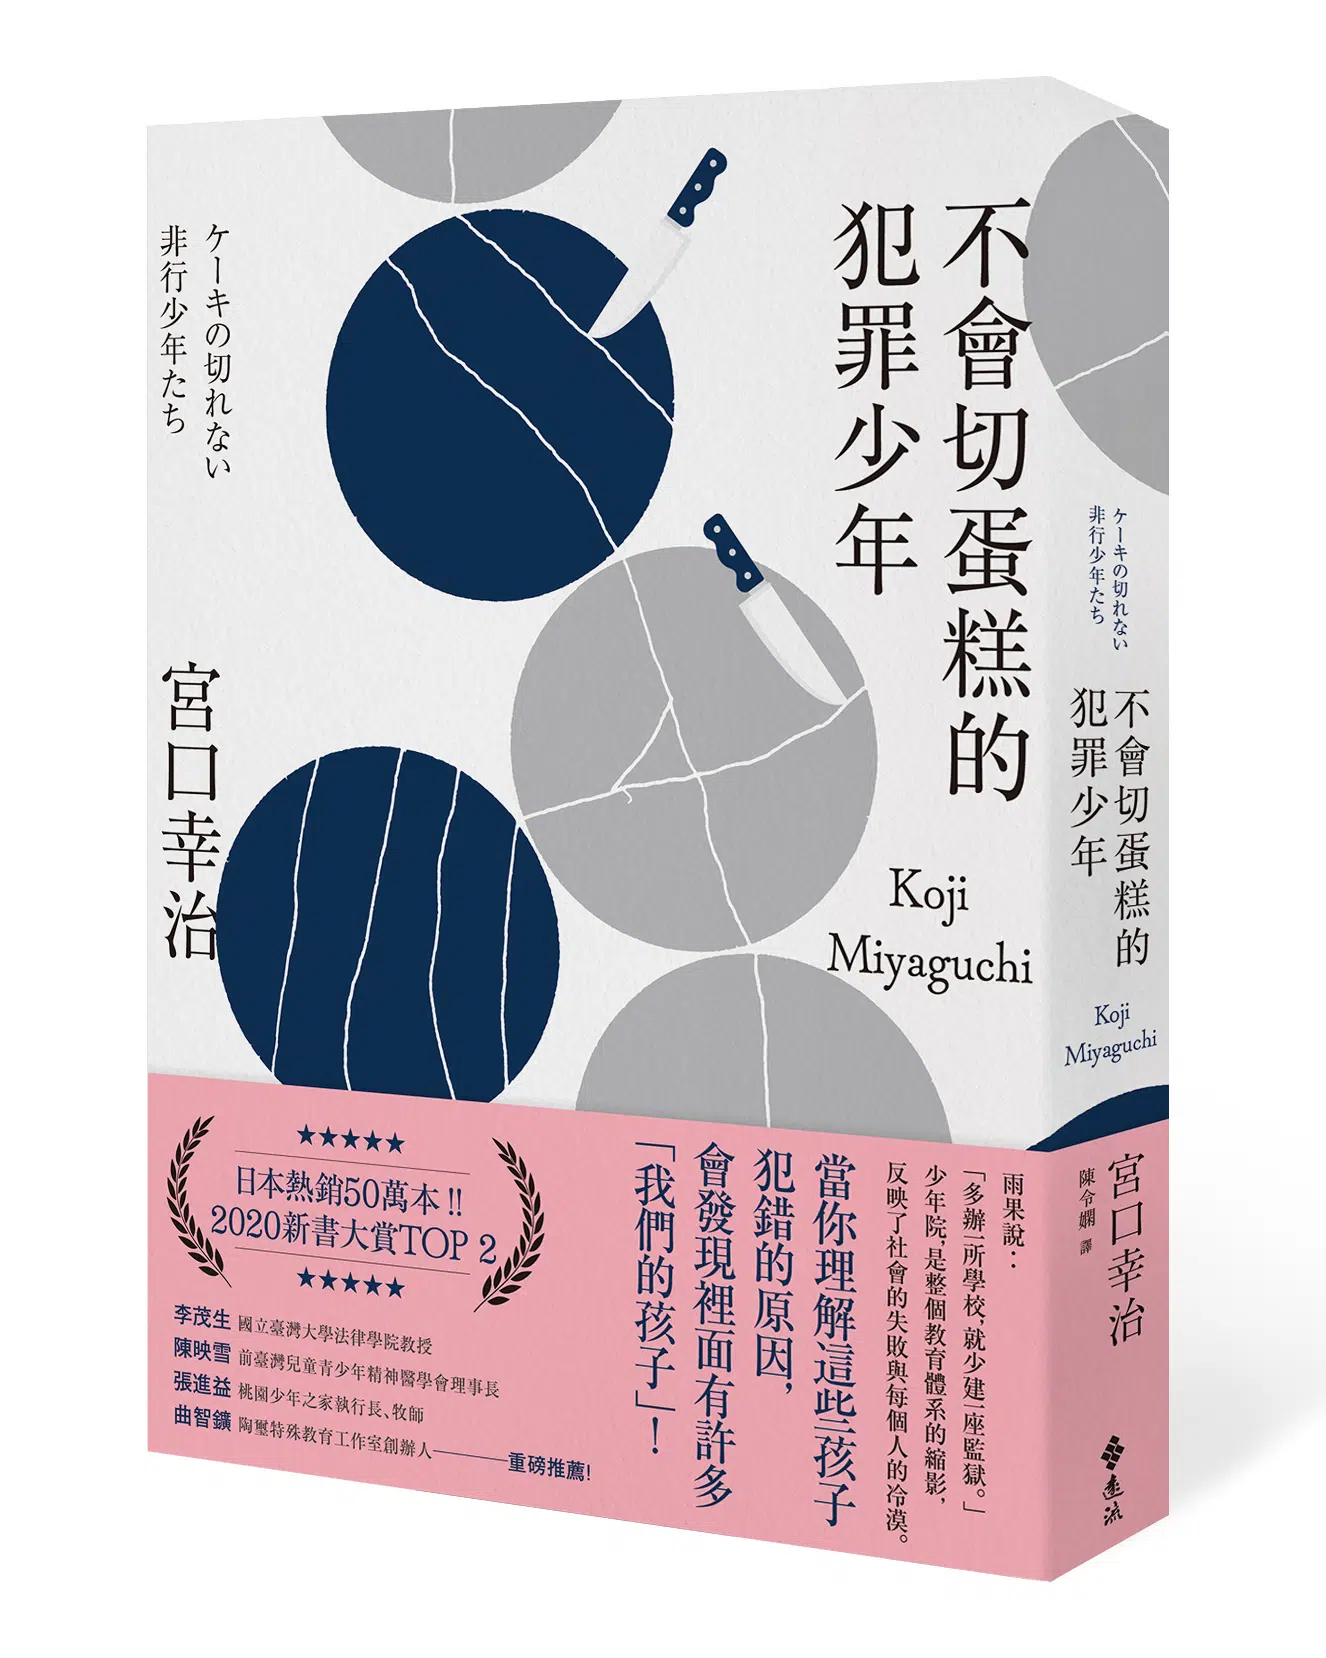 不會切蛋糕的
犯罪少年
Koji
Miyaguchi
ケーキの切れない
非行少年たち
宮口幸治
雨果說：
「多辦一所學校，就少建一座監獄。」
少年院，是整個教育體系的縮影，
反映了社會的失敗與每個人的冷漠。
當你理解這些孩子
犯錯的原因，
會發現裡面有許多
「我們的孩子」！
★★★★★
日本熱銷50萬本!!
2020新書大賞TOP 2
★★★★★
李茂生 國立臺灣大學法律學院教授
陳映雪 前臺灣兒童青少年精神醫學會理事長
張進益 桃園少年之家執行長、牧師
曲智鑛 陶璽特殊教育工作室創辦人——重磅推薦!
ケーキの切れない
非行少年たち
不會切蛋糕的
犯罪少年
Koji
Miyaguchi
宮口幸治
陳令嫻 譯
遠流